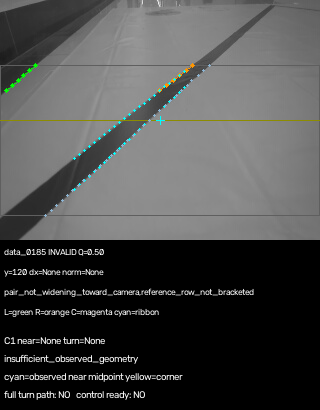 data_0185 INVALID Q=0.50
y=120 dx=None norm=None
pair_not_widening_toward_camera,reference_row_not_bracketed
L=green R=orange C=magenta cyan=ribbon
C1 near=None turn=None
insufficient_observed_geometry
cyan=observed near midpoint yellow=corner
full turn path: NO control ready: NO